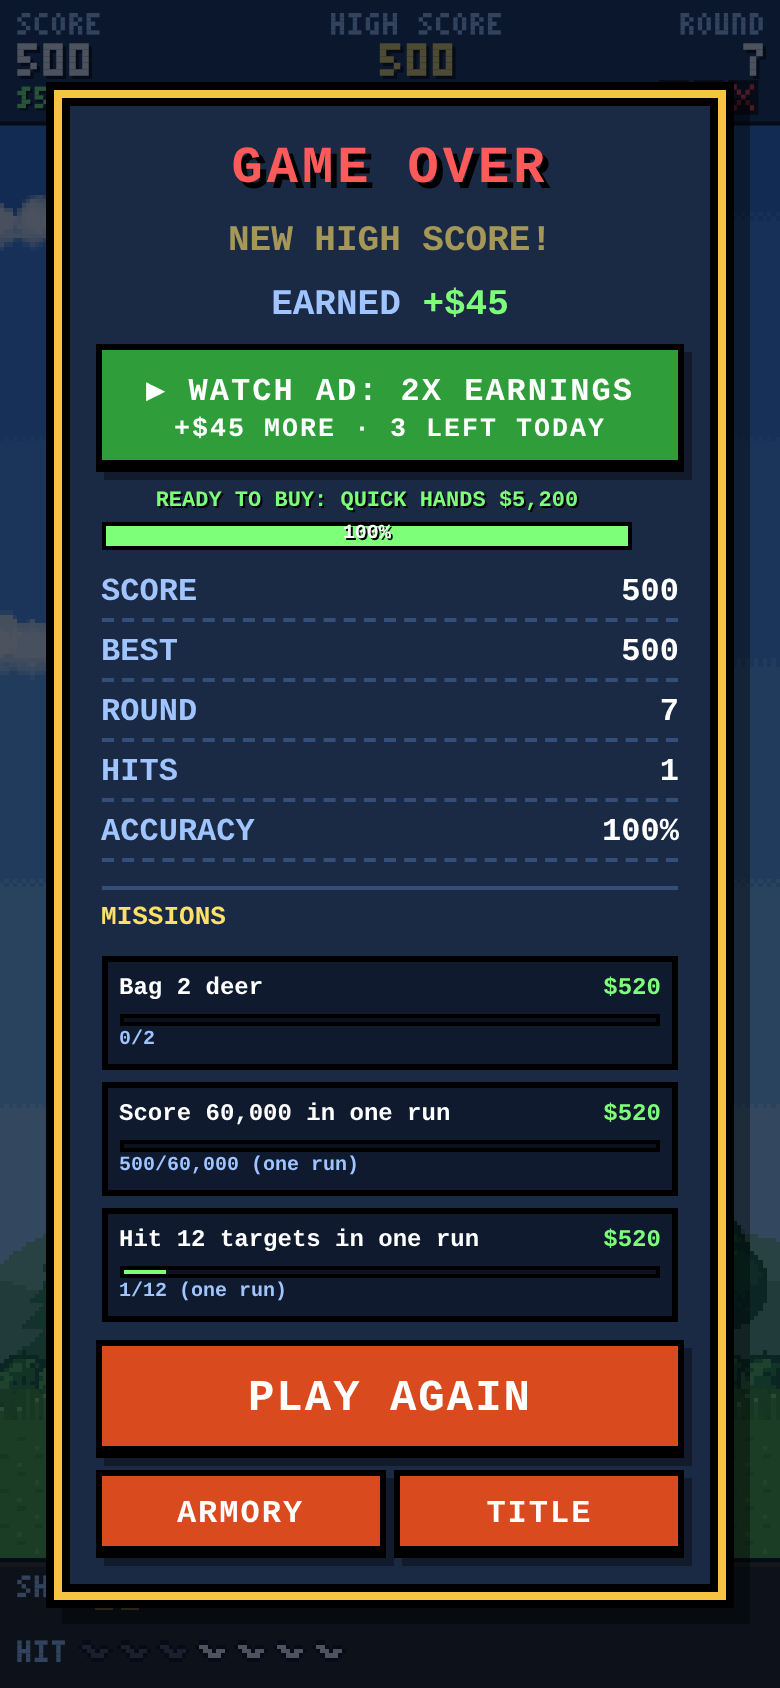 SCORE HIGH SCORE ROUND
500 500 7
GAME OVER
NEW HIGH SCORE!
EARNED +$45
▶ WATCH AD: 2X EARNINGS
+$45 MORE · 3 LEFT TODAY
READY TO BUY: QUICK HANDS $5,200
100%
SCORE 500
BEST 500
ROUND 7
HITS 1
ACCURACY 100%
MISSIONS
Bag 2 deer $520
0/2
Score 60,000 in one run $520
500/60,000 (one run)
Hit 12 targets in one run $520
1/12 (one run)
PLAY AGAIN
ARMORY TITLE
HIT